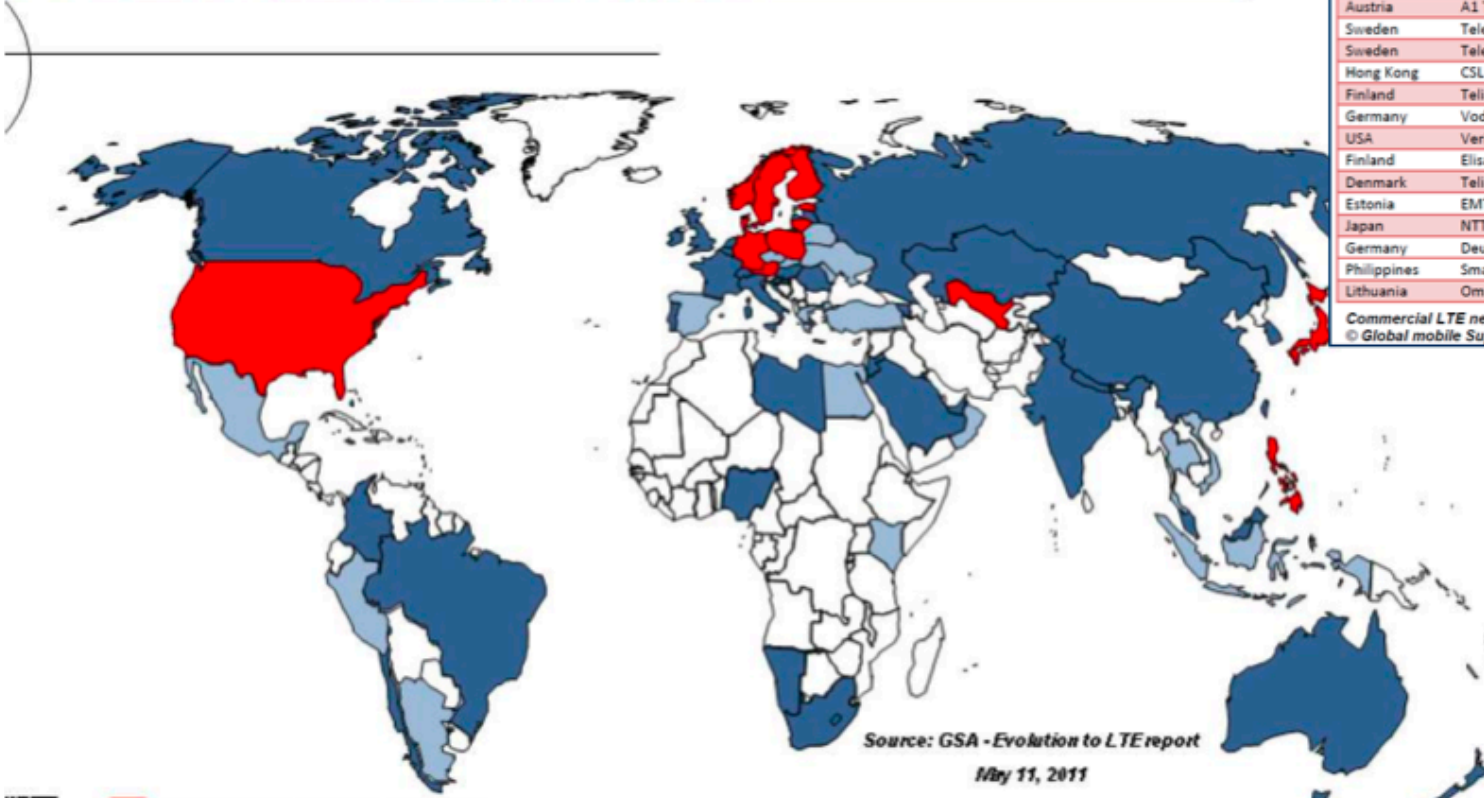 Austria A1
Sweden Tele
Sweden Tele
Hong Kong CSL
Finland Teli
Germany Vod
USA Ver
Finland Elis
Denmark Teli
Estonia EMT
Japan NTT
Germany Deu
Philippines Sma
Lithuania Om
Commercial LTE ne
© Global mobile Su
Source: GSA - Evolution to LTE report
May 11, 2011